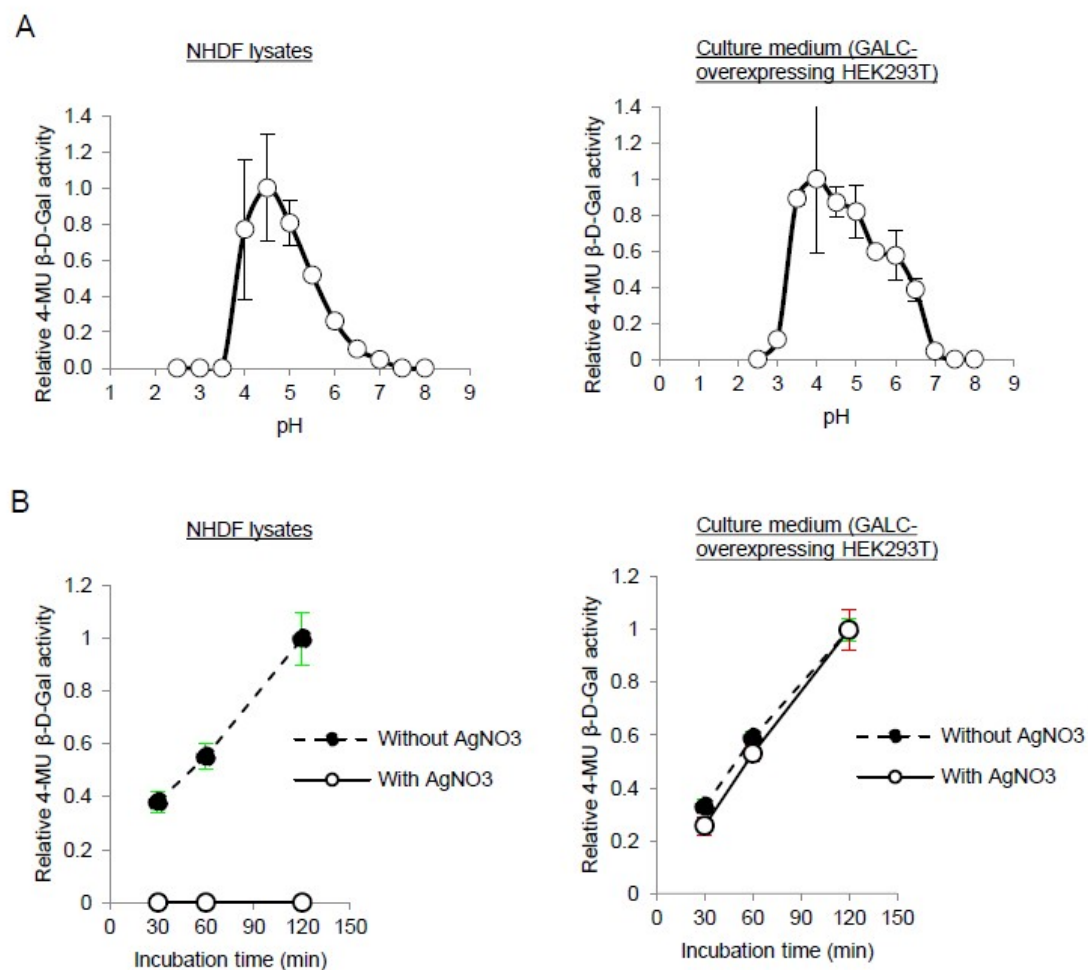 A
NHDF lysates
Culture medium (GALC-
overexpressing HEK293T)
Relative 4-MU β-D-Gal activity
1.4
1.2
1.0
0.8
0.6
0.4
0.2
0.0
1 2 3 4 5 6 7 8 9
pH
Relative 4-MU β-D-Gal activity
1.4
1.2
1
0.8
0.6
0.4
0.2
0
0 1 2 3 4 5 6 7 8 9
pH
B
NHDF lysates
Culture medium (GALC-
overexpressing HEK293T)
Relative 4-MU β-D-Gal activity
1.2
1
0.8
0.6
0.4
0.2
0
0 30 60 90 120 150
Incubation time (min)
Without AgNO3
With AgNO3
Relative 4-MU β-D-Gal activity
1.2
1
0.8
0.6
0.4
0.2
0
0 30 60 90 120 150
Incubation time (min)
Without AgNO3
With AgNO3